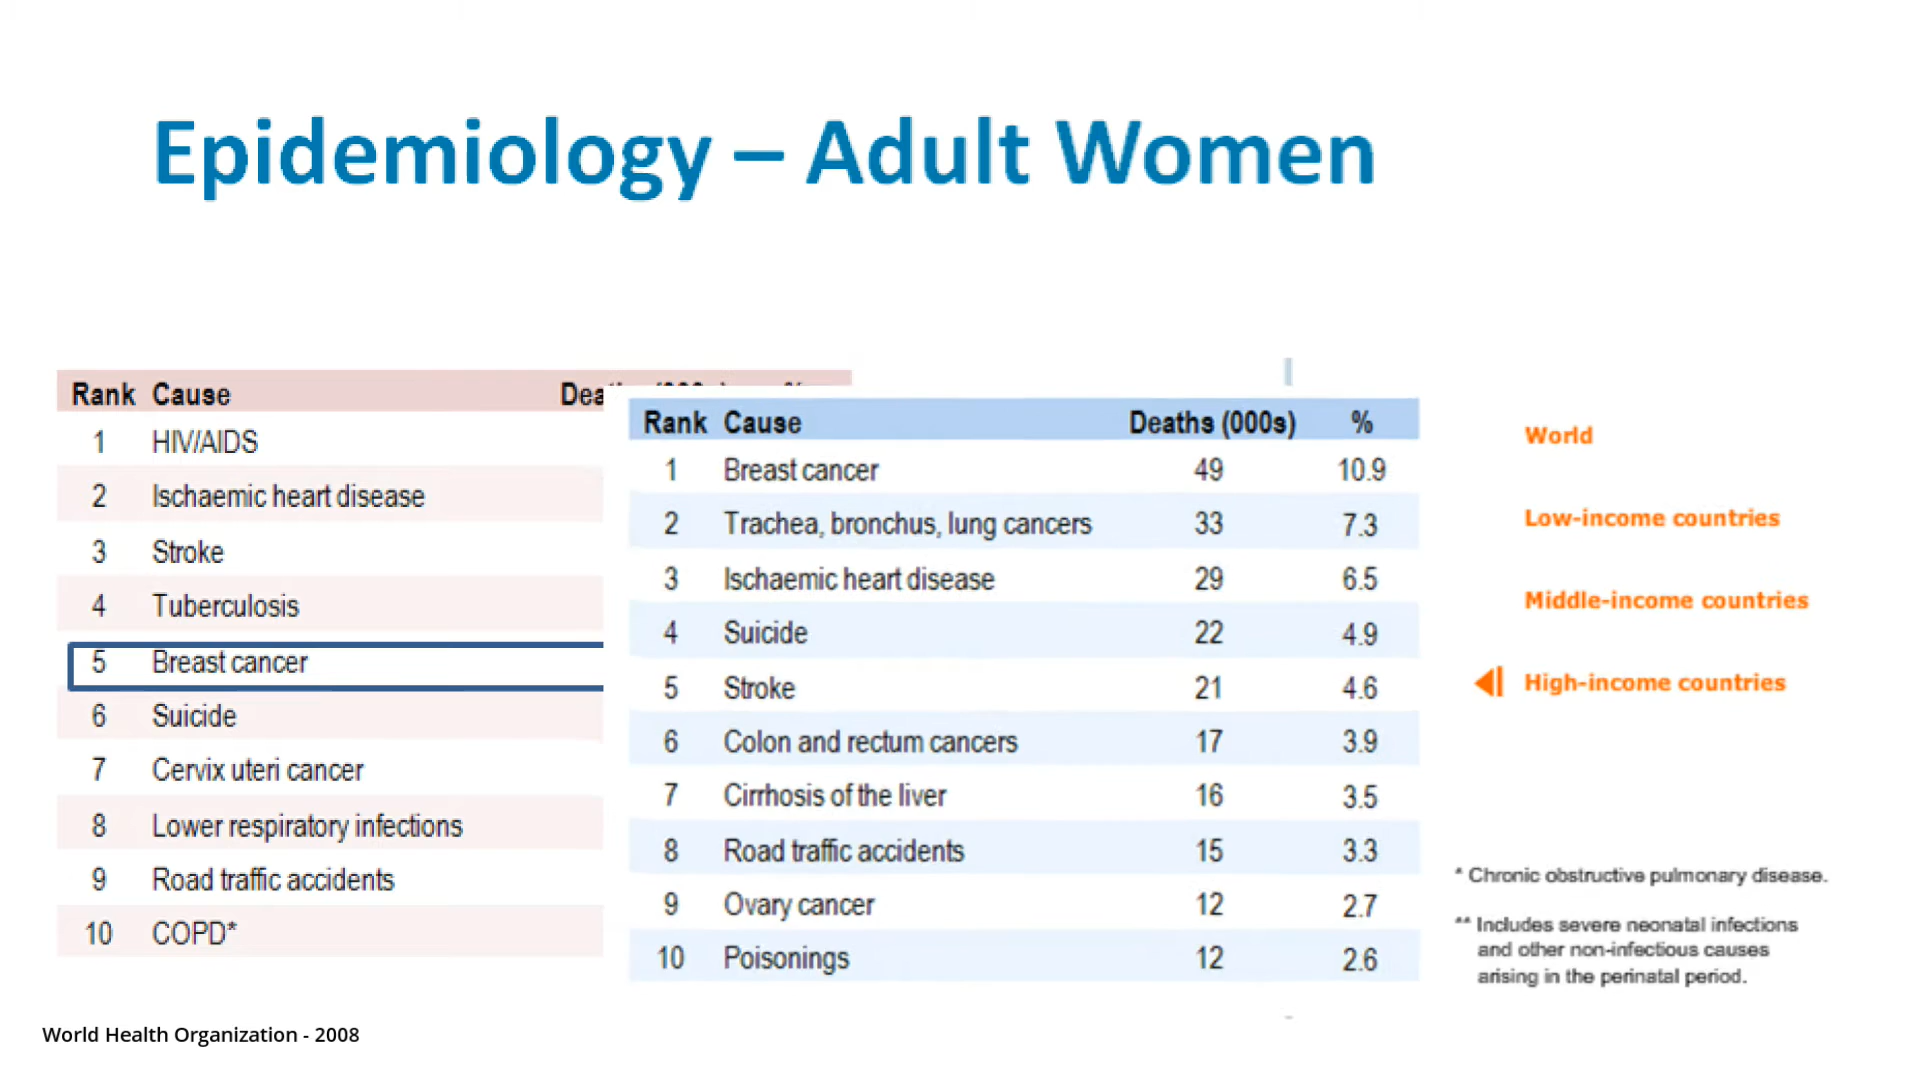 Epidemiology – Adult Women
Rank Cause
1 HIV/AIDS
2 Ischaemic heart disease
3 Stroke
4 Tuberculosis
5 Breast cancer
6 Suicide
7 Cervix uteri cancer
8 Lower respiratory infections
9 Road traffic accidents
10 COPD*
Rank Cause Deaths (000s) %
1 Breast cancer 49 10.9
2 Trachea, bronchus, lung cancers 33 7.3
3 Ischaemic heart disease 29 6.5
4 Suicide 22 4.9
5 Stroke 21 4.6
6 Colon and rectum cancers 17 3.9
7 Cirrhosis of the liver 16 3.5
8 Road traffic accidents 15 3.3
9 Ovary cancer 12 2.7
10 Poisonings 12 2.6
World
Low-income countries
Middle-income countries
High-income countries
* Chronic obstructive pulmonary disease.
** Includes severe neonatal infections
and other non-infectious causes
arising in the perinatal period.
World Health Organization - 2008